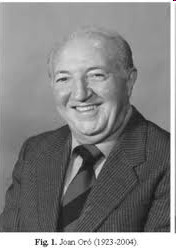 Fig. 1. Joan Oró (1923-2004).